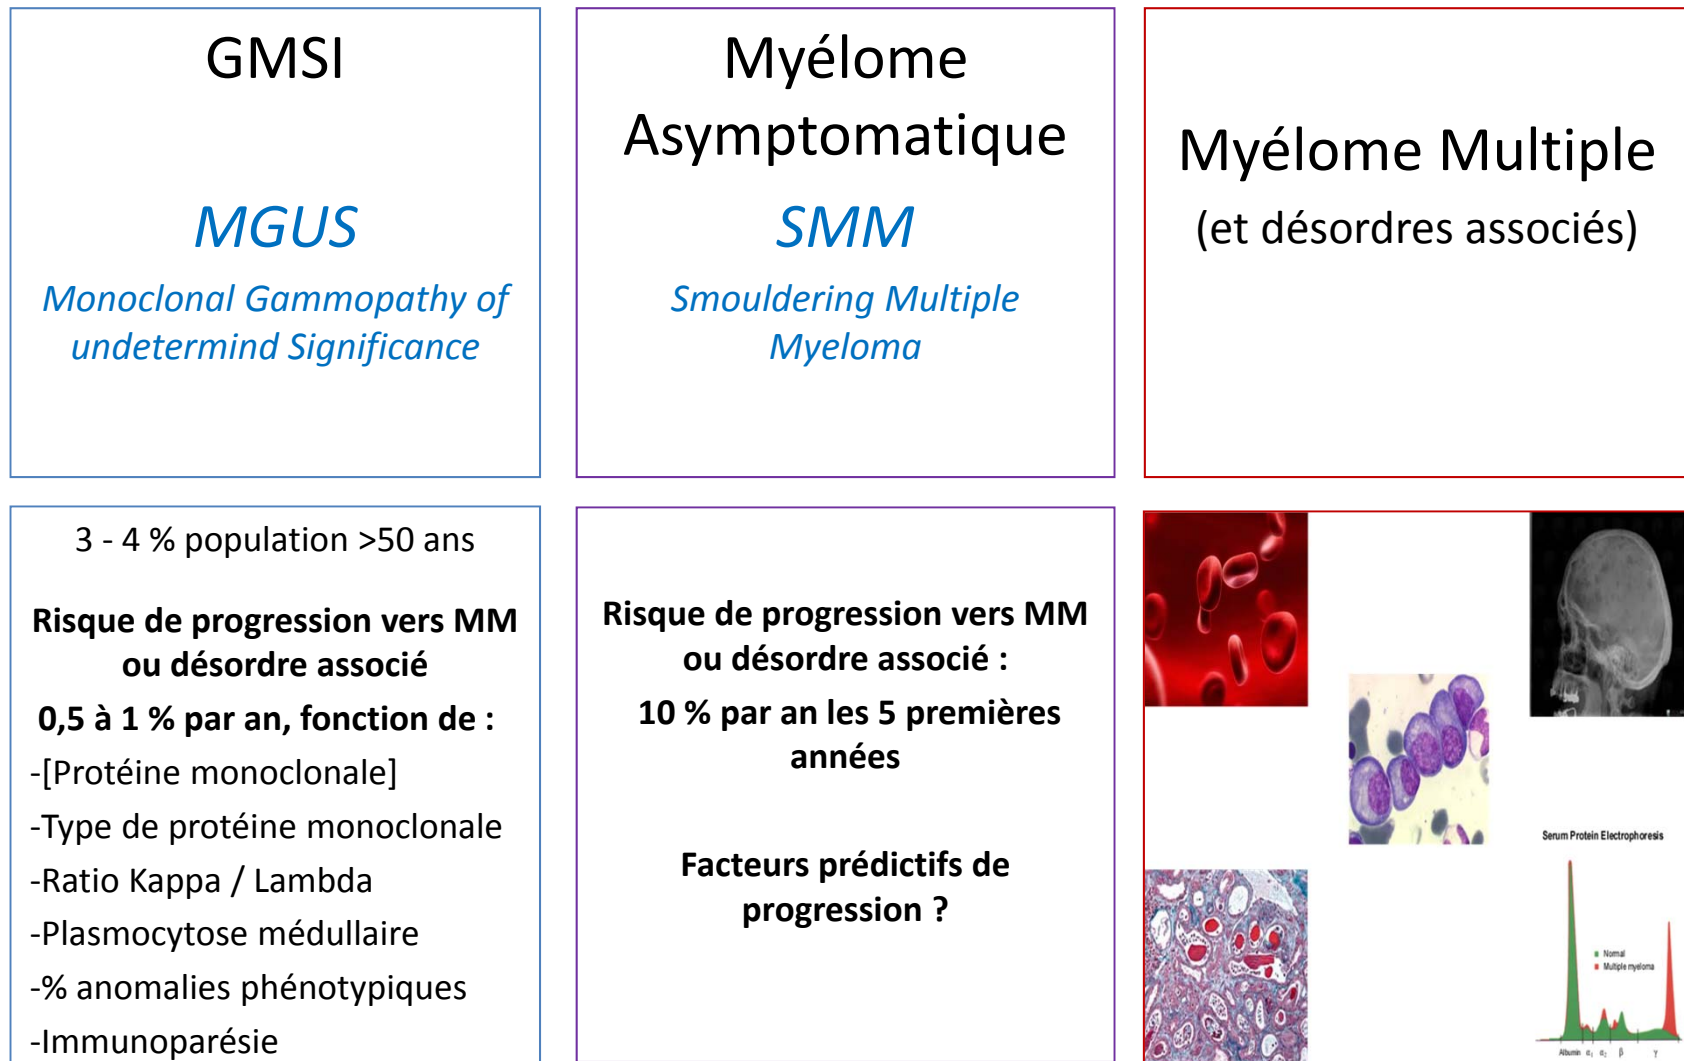 GMSI
MGUS
Monoclonal Gammopathy of
undetermind Significance
Myélome
Asymptomatique
SMM
Smouldering Multiple
Myeloma
Myélome Multiple
(et désordres associés)
3 - 4 % population >50 ans
Risque de progression vers MM
ou désordre associé
0,5 à 1 % par an, fonction de :
-[Protéine monoclonale]
-Type de protéine monoclonale
-Ratio Kappa / Lambda
-Plasmocytose médullaire
-% anomalies phénotypiques
-Immunoparésie
Risque de progression vers MM
ou désordre associé :
10 % par an les 5 premières
années
Facteurs prédictifs de
progression ?
Serum Protein Electrophoresis
Normal
Multiple myeloma
Albumin α1 α2 β γ